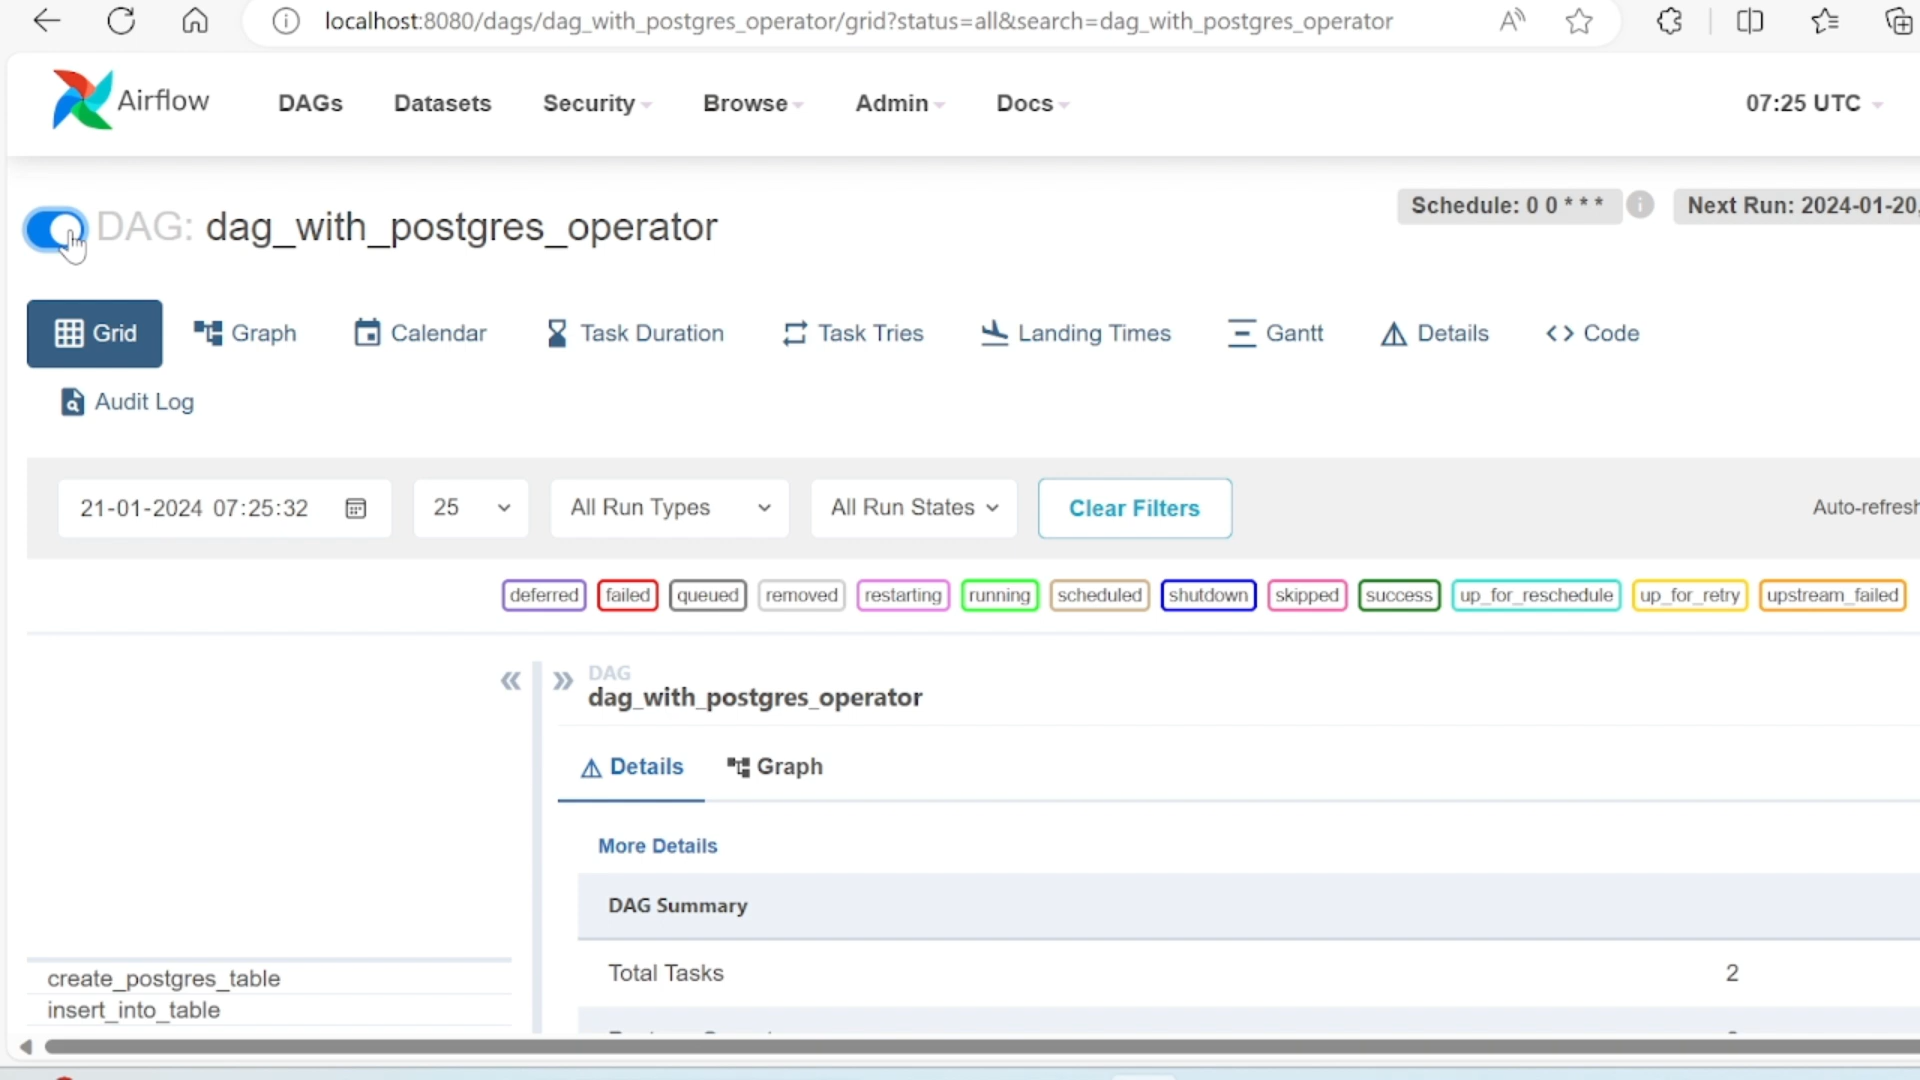 localhost:8080/dags/dag_with_postgres_operator/grid?status=all&search=dag_with_postgres_operator
Airflow DAGs Datasets Security Browse Admin Docs 07:25 UTC
DAG: dag_with_postgres_operator
Schedule: 0 0 * * * Next Run: 2024-01-20,
Grid Graph Calendar Task Duration Task Tries Landing Times Gantt Details Code
Audit Log
21-01-2024 07:25:32 25 All Run Types All Run States Clear Filters Auto-refresh
deferred failed queued removed restarting running scheduled shutdown skipped success up_for_reschedule up_for_retry upstream_failed
DAG
dag_with_postgres_operator
Details Graph
More Details
DAG Summary
Total Tasks 2
create_postgres_table
insert_into_table